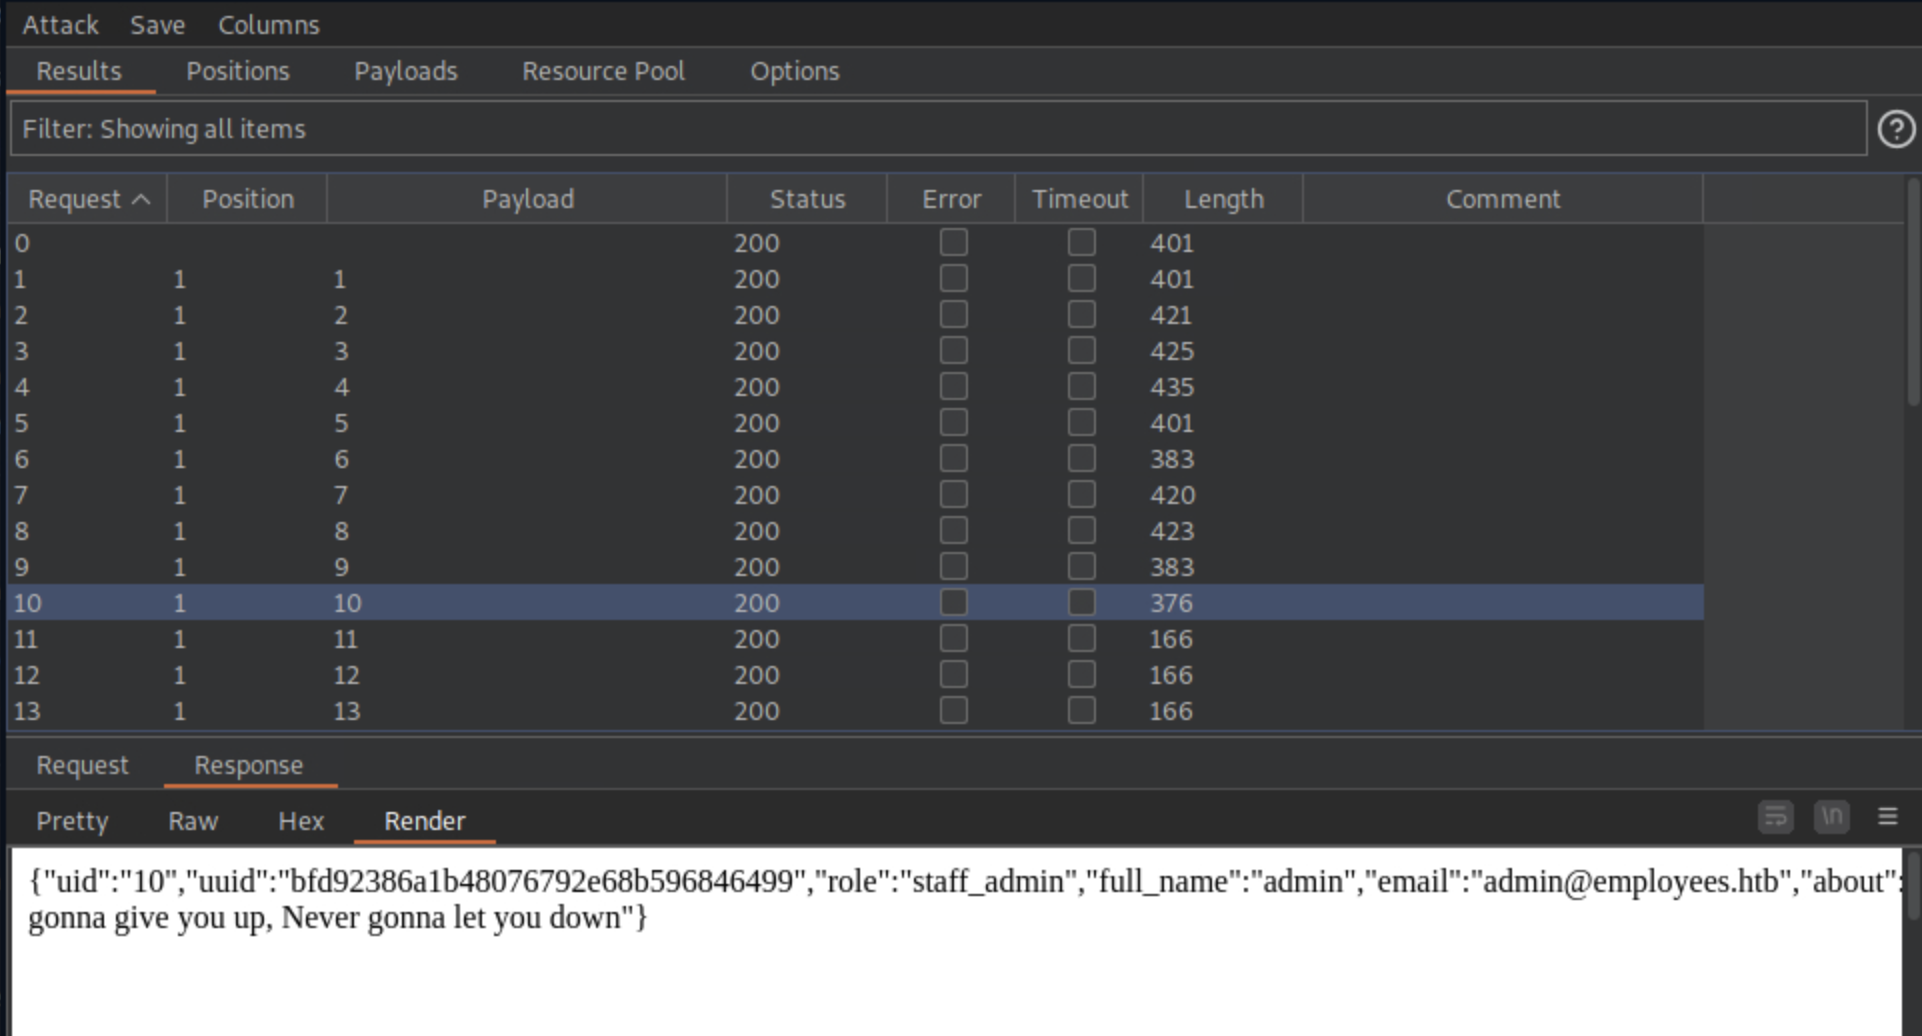 Attack Save Columns
Results Positions Payloads Resource Pool Options
Filter: Showing all items
Request Position Payload Status Error Timeout Length Comment
0 200 401
1 1 1 200 401
2 1 2 200 421
3 1 3 200 425
4 1 4 200 435
5 1 5 200 401
6 1 6 200 383
7 1 7 200 420
8 1 8 200 423
9 1 9 200 383
10 1 10 200 376
11 1 11 200 166
12 1 12 200 166
13 1 13 200 166
Request Response
Pretty Raw Hex Render \n
{"uid":"10","uuid":"bfd92386a1b48076792e68b596846499","role":"staff_admin","full_name":"admin","email":"admin@employees.htb","about":
gonna give you up, Never gonna let you down"}